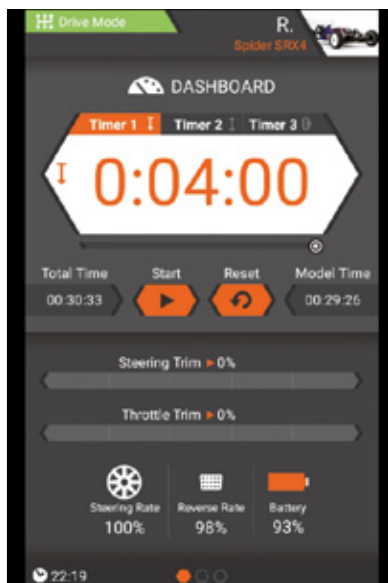 Drive Mode
R.
Spider SRX4
DASHBOARD
Timer 1 Timer 2 Timer 3
0:04:00
Total Time Start Reset Model Time
00:30:33 00:29:26
Steering Trim 0%
Throttle Trim 0%
Steering Rate Reverse Rate Battery
100% 98% 93%
22:19